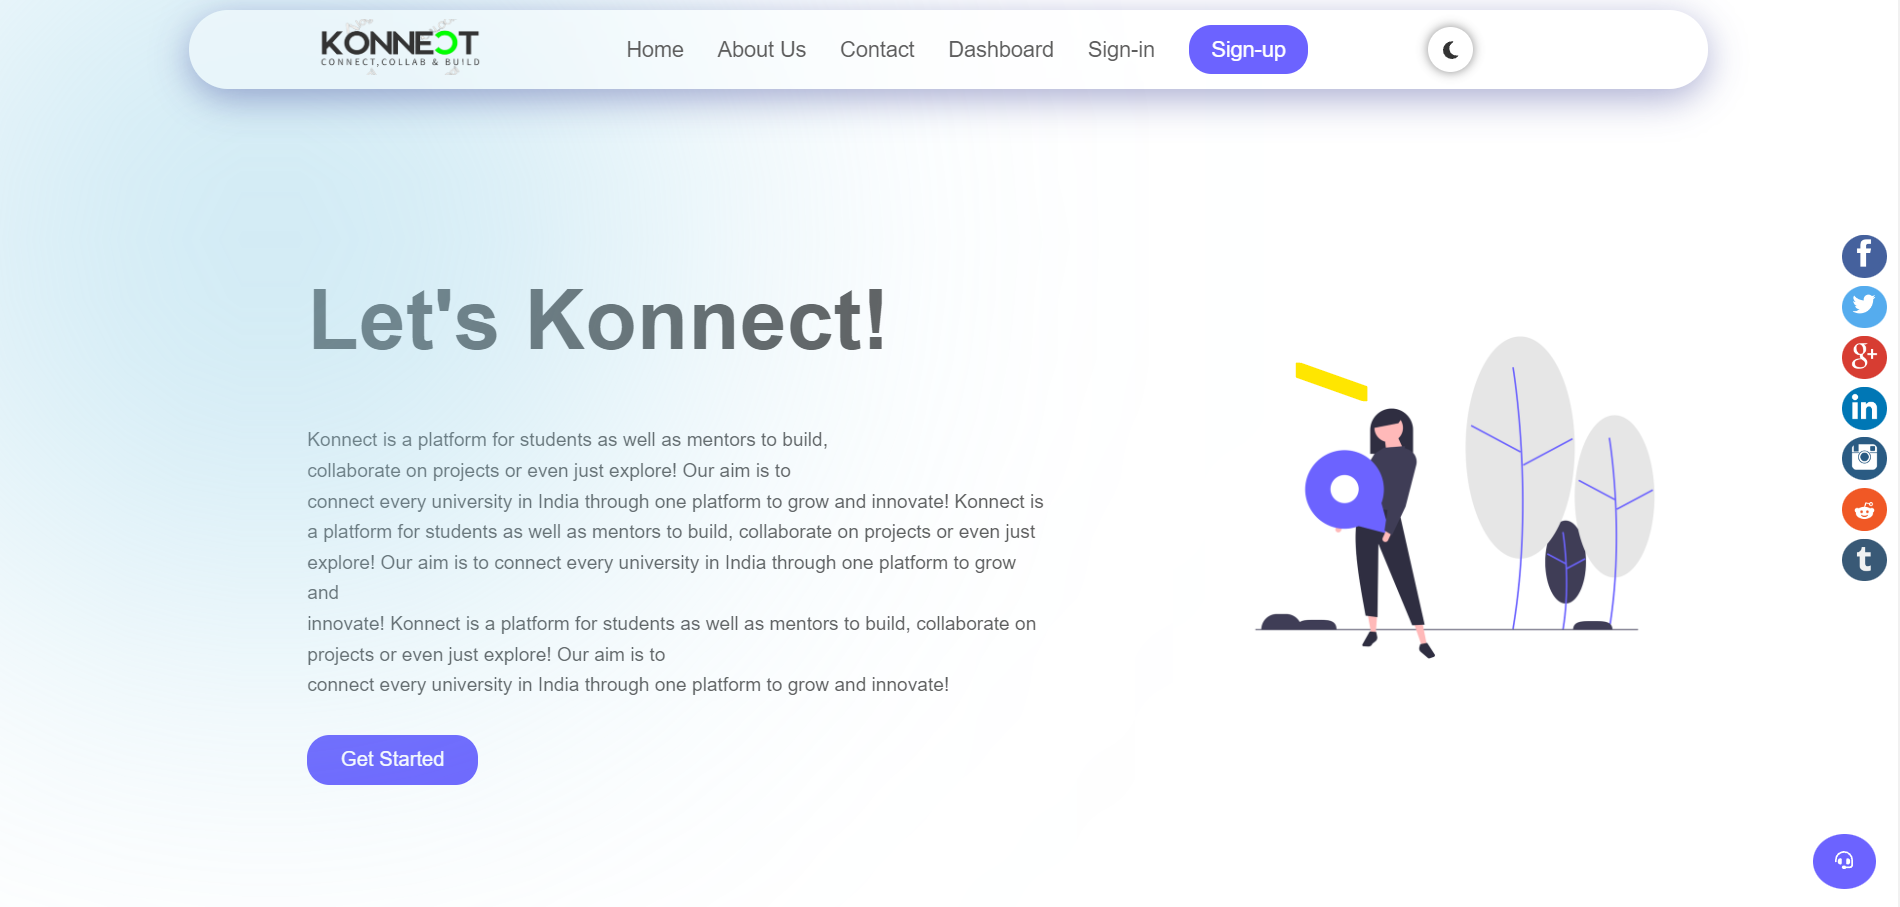 KONNECT
CONNECT,COLLAB & BUILD
Home About Us Contact Dashboard Sign-in Sign-up
Let's Konnect!
Konnect is a platform for students as well as mentors to build,
collaborate on projects or even just explore! Our aim is to
connect every university in India through one platform to grow and innovate! Konnect is
a platform for students as well as mentors to build, collaborate on projects or even just
explore! Our aim is to connect every university in India through one platform to grow
and
innovate! Konnect is a platform for students as well as mentors to build, collaborate on
projects or even just explore! Our aim is to
connect every university in India through one platform to grow and innovate!
Get Started
f
g+
in
t